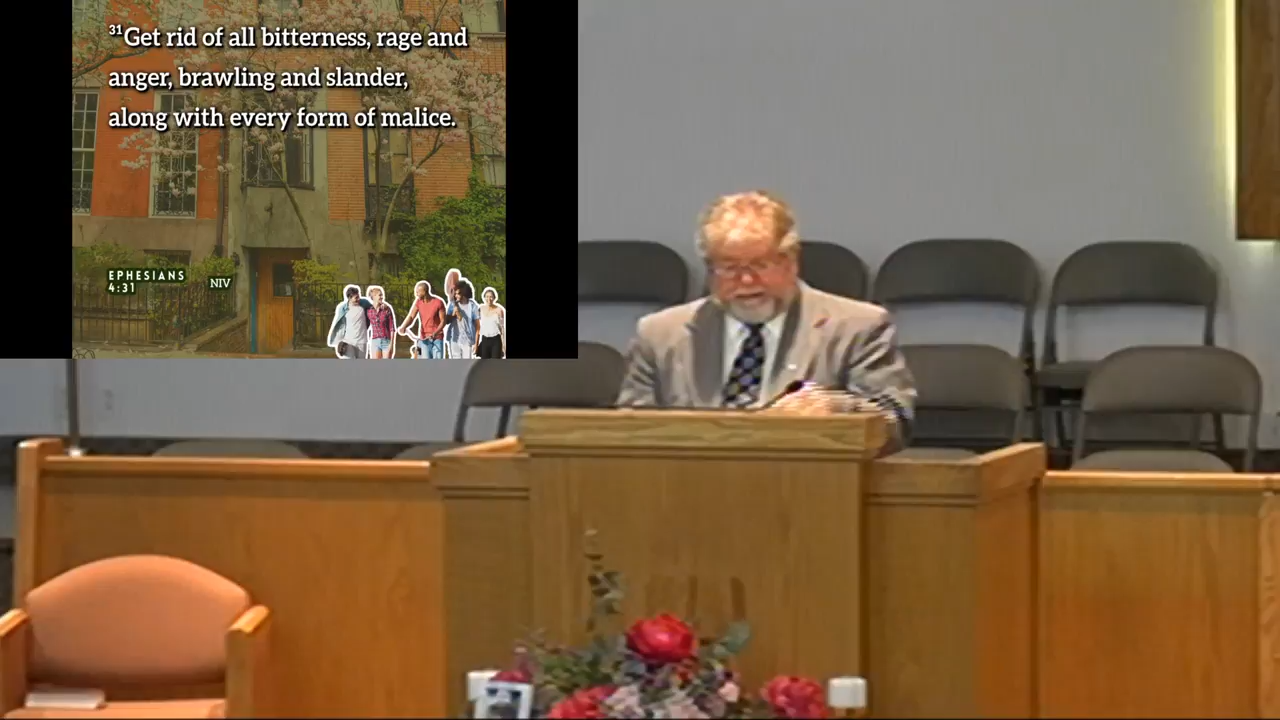 ³¹Get rid of all bitterness, rage and
anger, brawling and slander,
along with every form of malice.
EPHESIANS
4:31
NIV